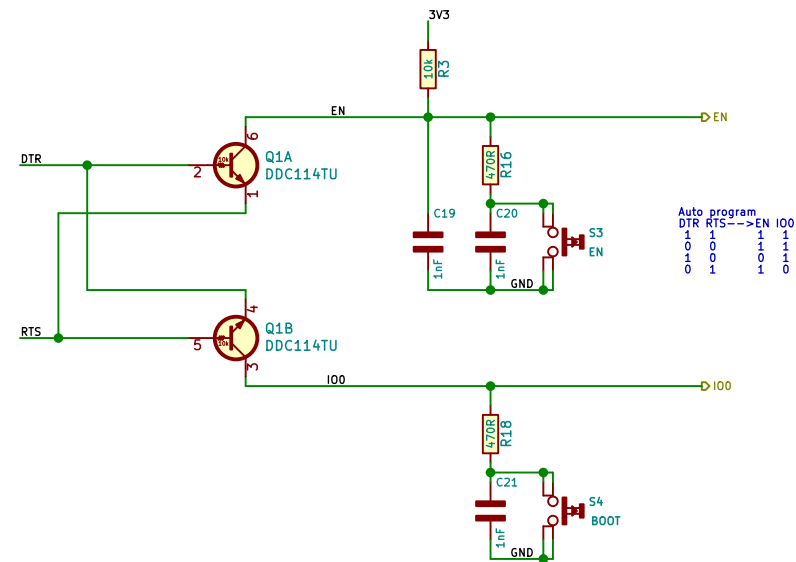 3V3
10k
R3
EN
EN
DTR
10k
6
2
1
Q1A
DDC114TU
470R
R16
C19
1nF
C20
1nF
S3
EN
GND
Auto program
DTR RTS-->EN IO0
1 1 1 1
0 0 1 1
1 0 0 1
0 1 1 0
RTS
10k
4
5
3
Q1B
DDC114TU
IO0
IO0
470R
R18
C21
1nF
S4
BOOT
GND